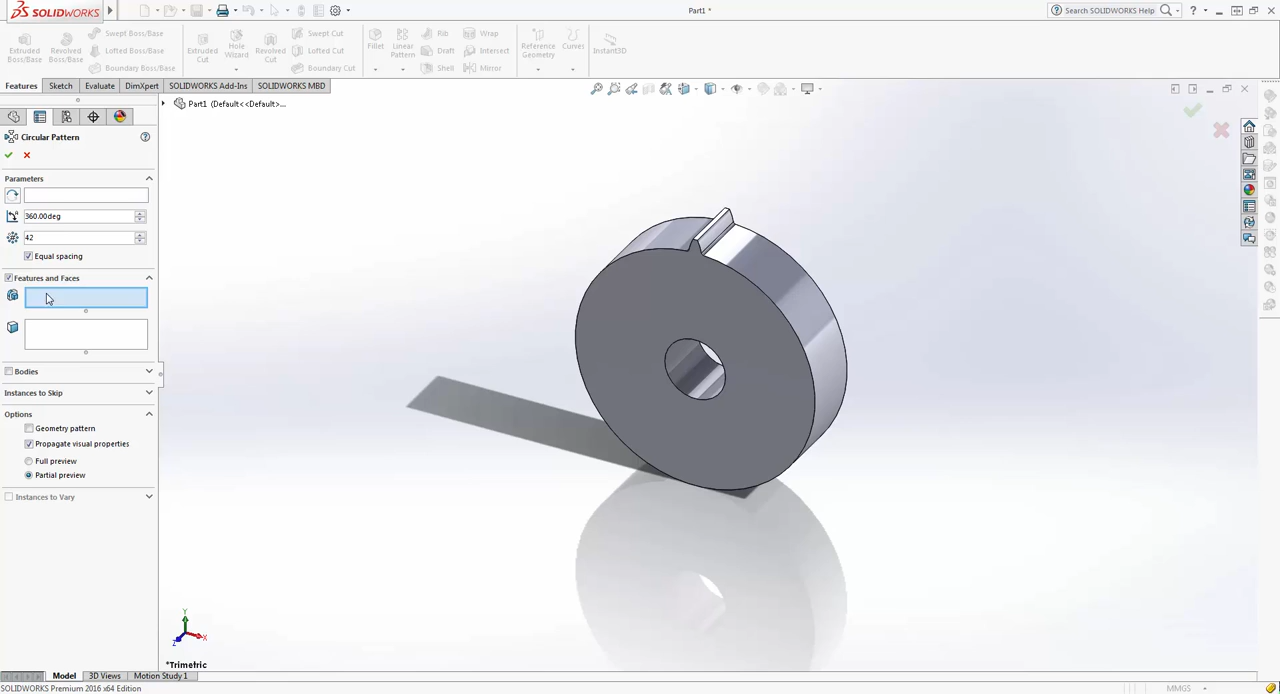 SOLIDWORKS
Part1 *
Search SOLIDWORKS Help
Extruded Boss/Base
Revolved Boss/Base
Swept Boss/Base
Lofted Boss/Base
Boundary Boss/Base
Extruded Cut
Hole Wizard
Revolved Cut
Swept Cut
Lofted Cut
Boundary Cut
Fillet
Linear Pattern
Rib
Draft
Shell
Wrap
Intersect
Mirror
Reference Geometry
Curves
Instant3D
Features
Sketch
Evaluate
DimXpert
SOLIDWORKS Add-Ins
SOLIDWORKS MBD
Part1 (Default<<Default>...
Circular Pattern
Parameters
360.00deg
42
Equal spacing
Features and Faces
Bodies
Instances to Skip
Options
Geometry pattern
Propagate visual properties
Full preview
Partial preview
Instances to Vary
Y
X
Z
*Trimetric
Model
3D Views
Motion Study 1
SOLIDWORKS Premium 2016 x64 Edition
MMGS